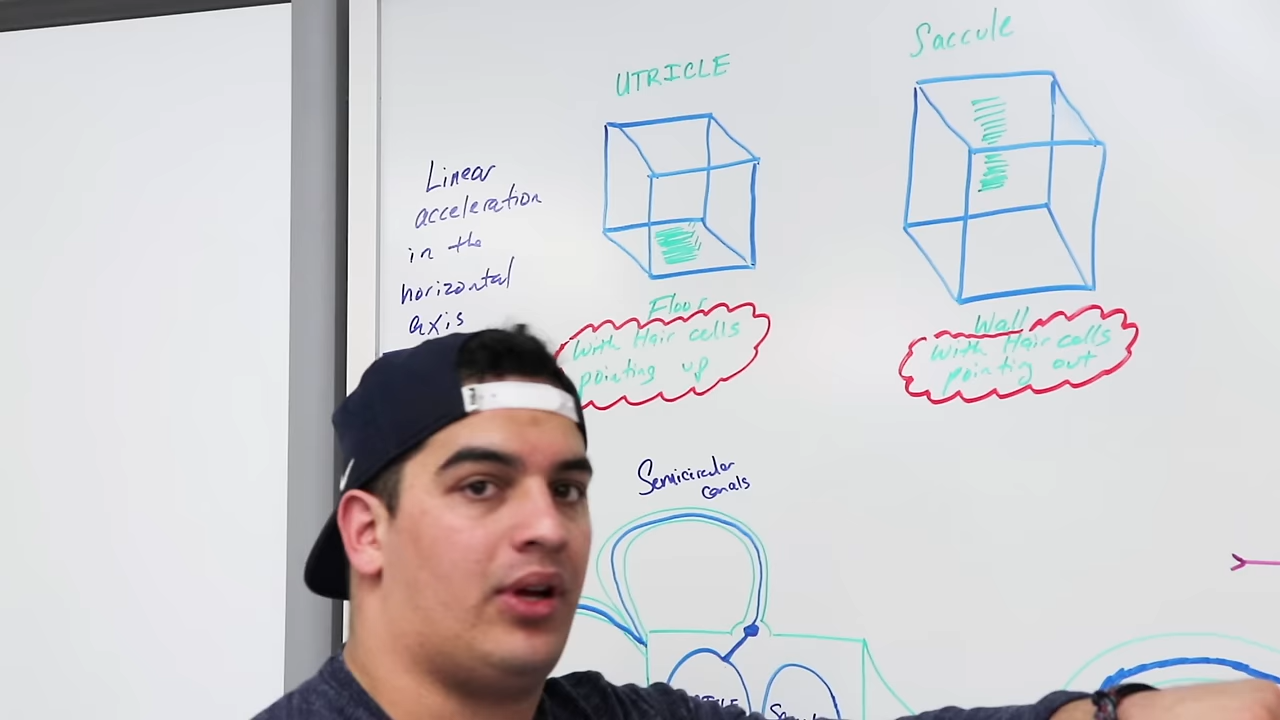 Saccule
UTRICLE
Linear
acceleration
in the
horizontal
axis
Floor
With Hair cells
pointing up
Wall
With Hair cells
pointing out
Semicircular
canals